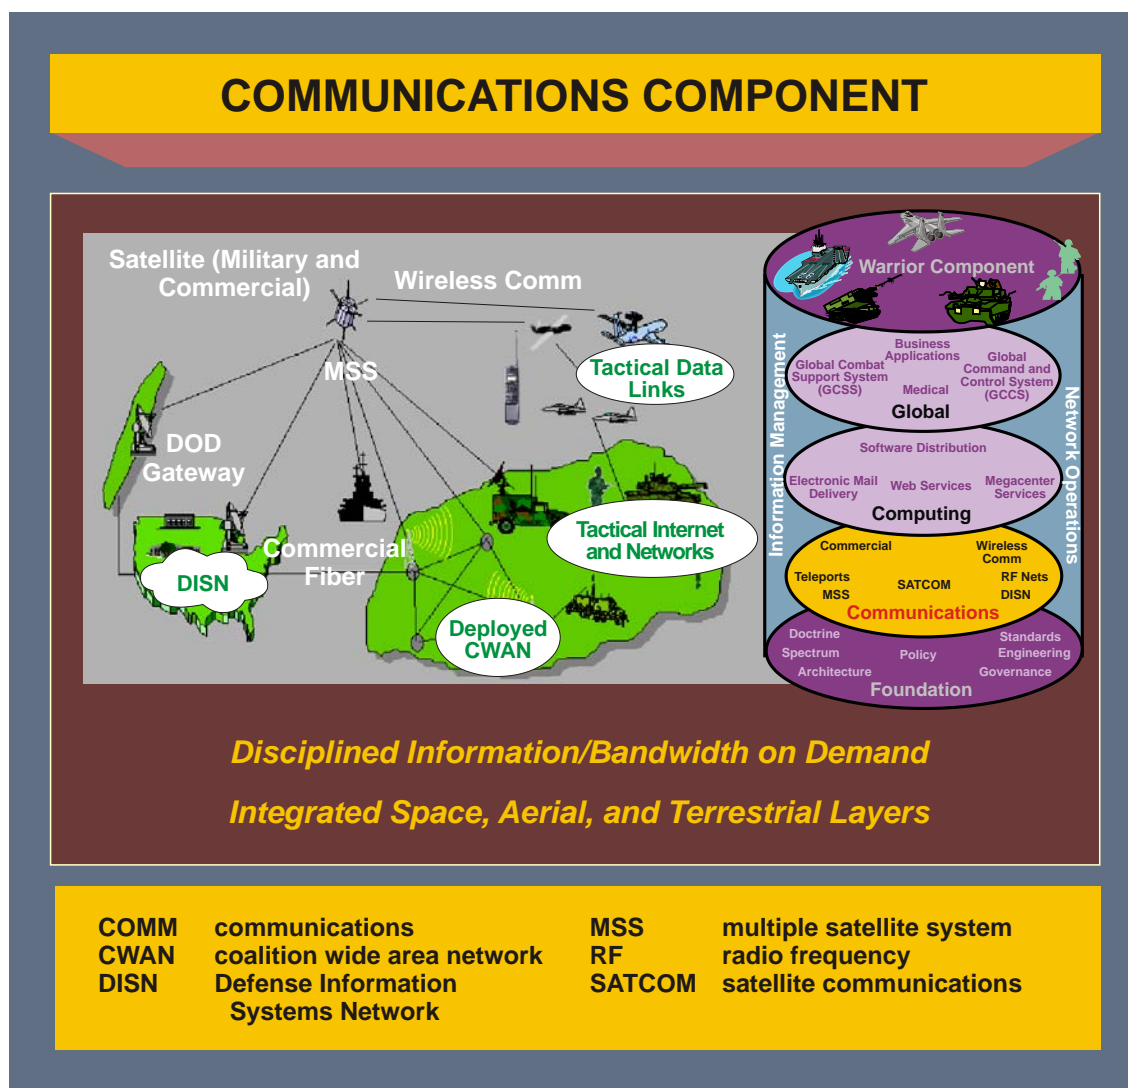 COMMUNICATIONS COMPONENT
Satellite (Military and
Commercial)
Wireless Comm
MSS
Tactical Data
Links
DOD
Gateway
Commercial
Fiber
DISN
Tactical Internet
and Networks
Deployed
CWAN
Warrior Component
Information Management
Network Operations
Business
Applications
Global Combat
Support System
(GCSS)
Medical
Global
Command and
Control System
(GCCS)
Global
Software Distribution
Electronic Mail
Delivery
Web Services
Megacenter
Services
Computing
Commercial
Wireless
Comm
Teleports
SATCOM
RF Nets
MSS
DISN
Communications
Doctrine
Standards
Spectrum
Policy
Engineering
Architecture
Governance
Foundation
Disciplined Information/Bandwidth on Demand
Integrated Space, Aerial, and Terrestrial Layers
COMM communications
CWAN coalition wide area network
DISN Defense Information
Systems Network
MSS multiple satellite system
RF radio frequency
SATCOM satellite communications